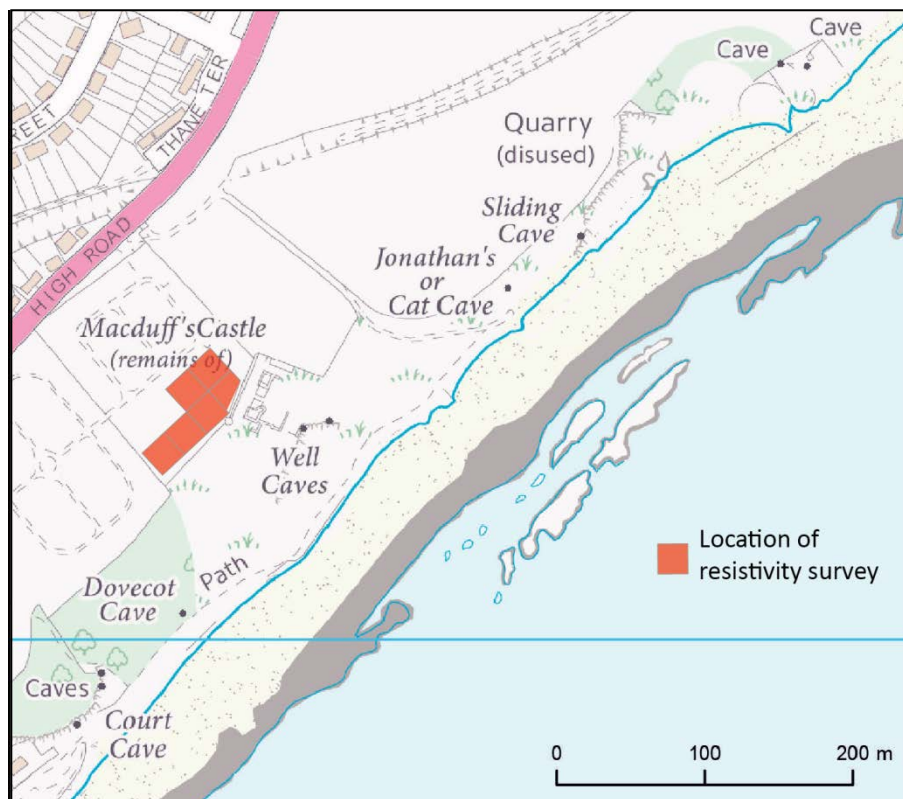 Cave
Cave
Quarry
(disused)
Sliding
Cave
Jonathan's
or
Cat Cave
REET
THANE TER
HIGH ROAD
Macduff'sCastle
(remains of)
Well
Caves
Location of
resistivity survey
Path
Dovecot
Cave
Caves
Court
Cave
0 100 200 m